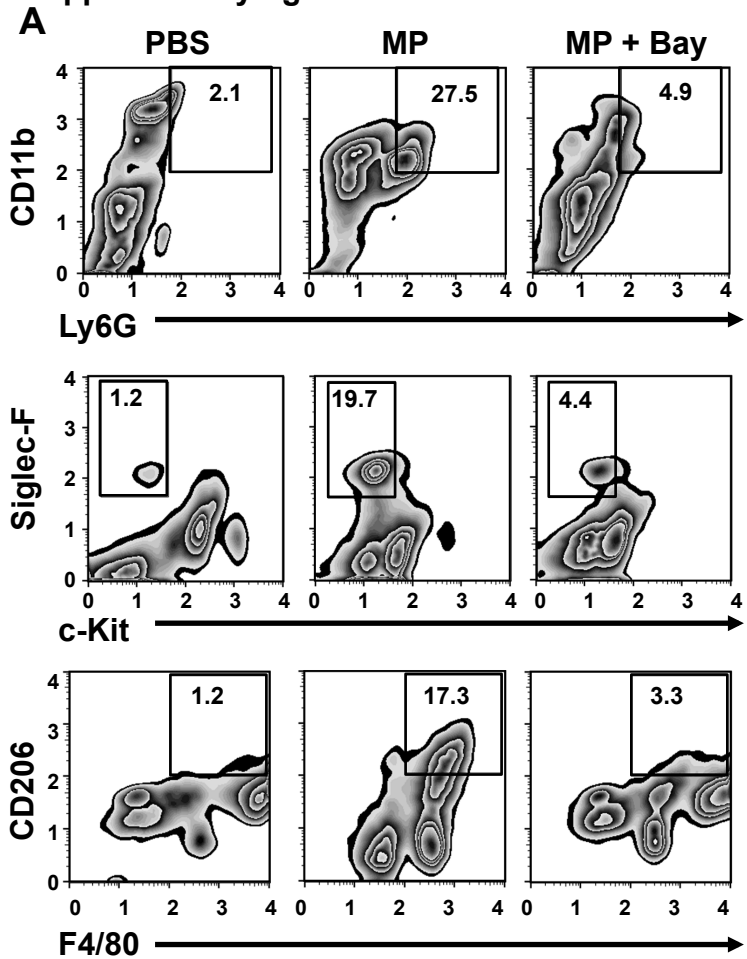 A
PBS MP MP + Bay
CD11b
4 3 2 1 0
2.1 27.5 4.9
0 1 2 3 4 0 1 2 3 4 0 1 2 3 4
Ly6G
Siglec-F
4 3 2 1 0
1.2 19.7 4.4
0 1 2 3 4 0 1 2 3 4 0 1 2 3 4
c-Kit
CD206
4 3 2 1 0
1.2 17.3 3.3
0 1 2 3 4 0 1 2 3 4 0 1 2 3 4
F4/80